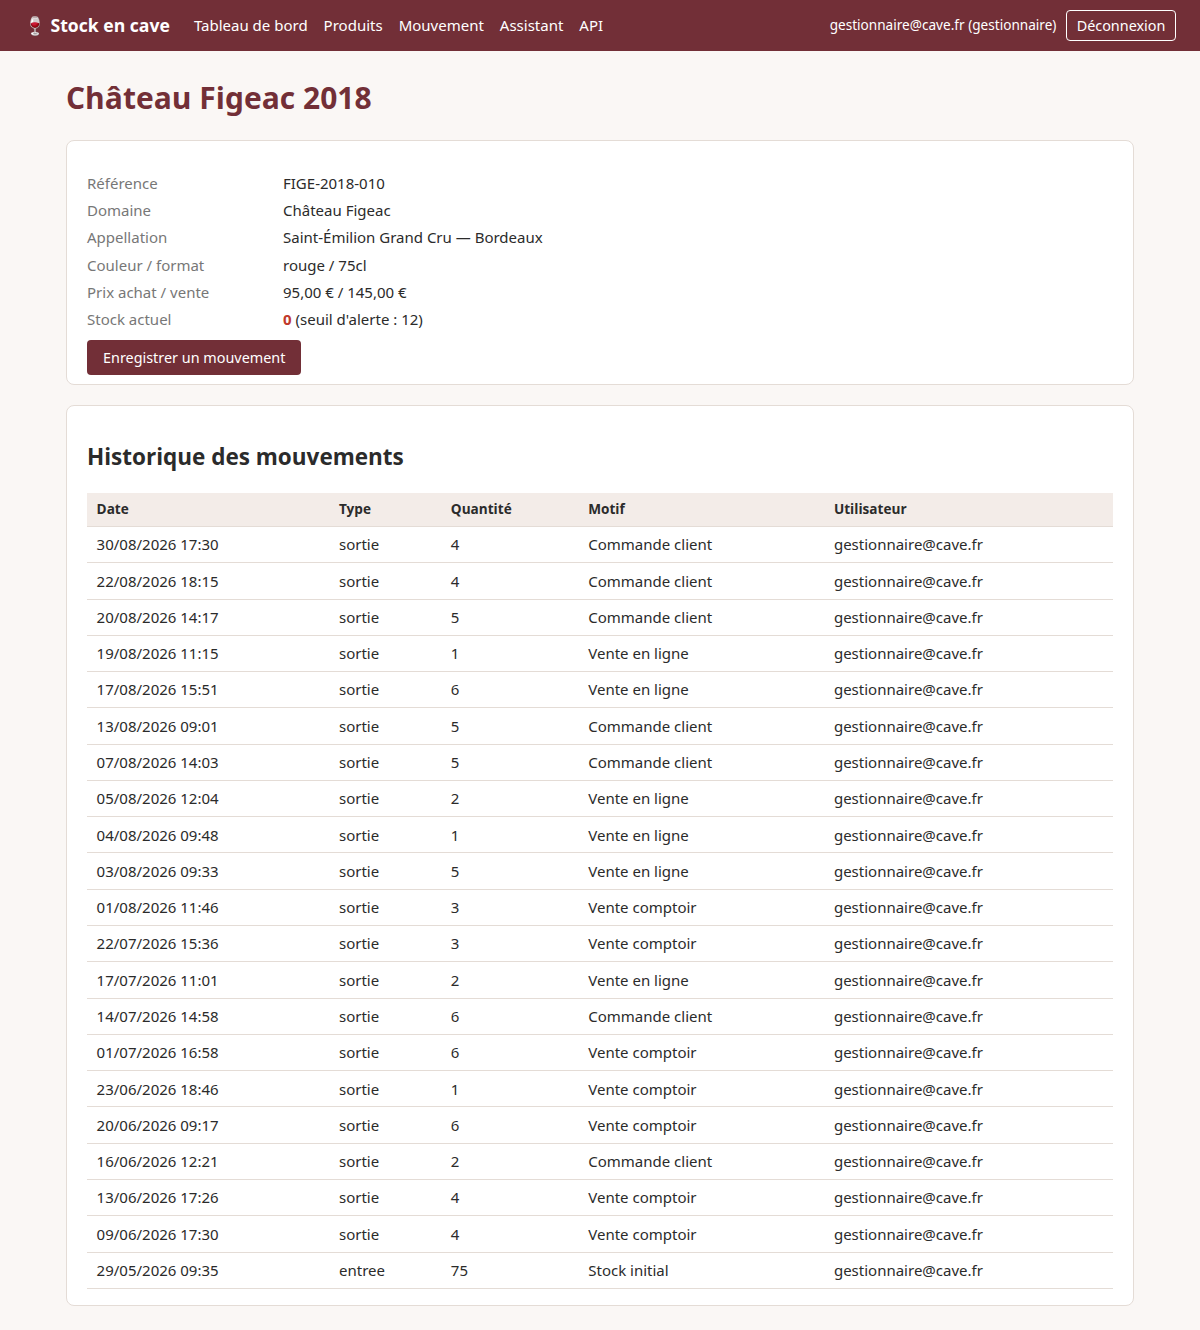 Stock en cave Tableau de bord Produits Mouvement Assistant API gestionnaire@cave.fr (gestionnaire) Déconnexion
Château Figeac 2018
Référence FIGE-2018-010
Domaine Château Figeac
Appellation Saint-Émilion Grand Cru — Bordeaux
Couleur / format rouge / 75cl
Prix achat / vente 95,00 € / 145,00 €
Stock actuel 0 (seuil d'alerte : 12)
Enregistrer un mouvement
Historique des mouvements
Date Type Quantité Motif Utilisateur
30/08/2026 17:30 sortie 4 Commande client gestionnaire@cave.fr
22/08/2026 18:15 sortie 4 Commande client gestionnaire@cave.fr
20/08/2026 14:17 sortie 5 Commande client gestionnaire@cave.fr
19/08/2026 11:15 sortie 1 Vente en ligne gestionnaire@cave.fr
17/08/2026 15:51 sortie 6 Vente en ligne gestionnaire@cave.fr
13/08/2026 09:01 sortie 5 Commande client gestionnaire@cave.fr
07/08/2026 14:03 sortie 5 Commande client gestionnaire@cave.fr
05/08/2026 12:04 sortie 2 Vente en ligne gestionnaire@cave.fr
04/08/2026 09:48 sortie 1 Vente en ligne gestionnaire@cave.fr
03/08/2026 09:33 sortie 5 Vente en ligne gestionnaire@cave.fr
01/08/2026 11:46 sortie 3 Vente comptoir gestionnaire@cave.fr
22/07/2026 15:36 sortie 3 Vente comptoir gestionnaire@cave.fr
17/07/2026 11:01 sortie 2 Vente en ligne gestionnaire@cave.fr
14/07/2026 14:58 sortie 6 Commande client gestionnaire@cave.fr
01/07/2026 16:58 sortie 6 Vente comptoir gestionnaire@cave.fr
23/06/2026 18:46 sortie 1 Vente comptoir gestionnaire@cave.fr
20/06/2026 09:17 sortie 6 Vente comptoir gestionnaire@cave.fr
16/06/2026 12:21 sortie 2 Commande client gestionnaire@cave.fr
13/06/2026 17:26 sortie 4 Vente comptoir gestionnaire@cave.fr
09/06/2026 17:30 sortie 4 Vente comptoir gestionnaire@cave.fr
29/05/2026 09:35 entree 75 Stock initial gestionnaire@cave.fr